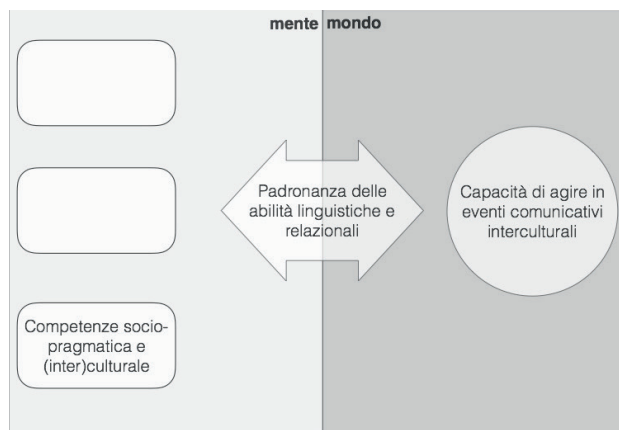 mente mondo
Padronanza delle
abilità linguistiche e
relazionali
Capacità di agire in
eventi comunicativi
interculturali
Competenze socio-
pragmatica e
(inter)culturale